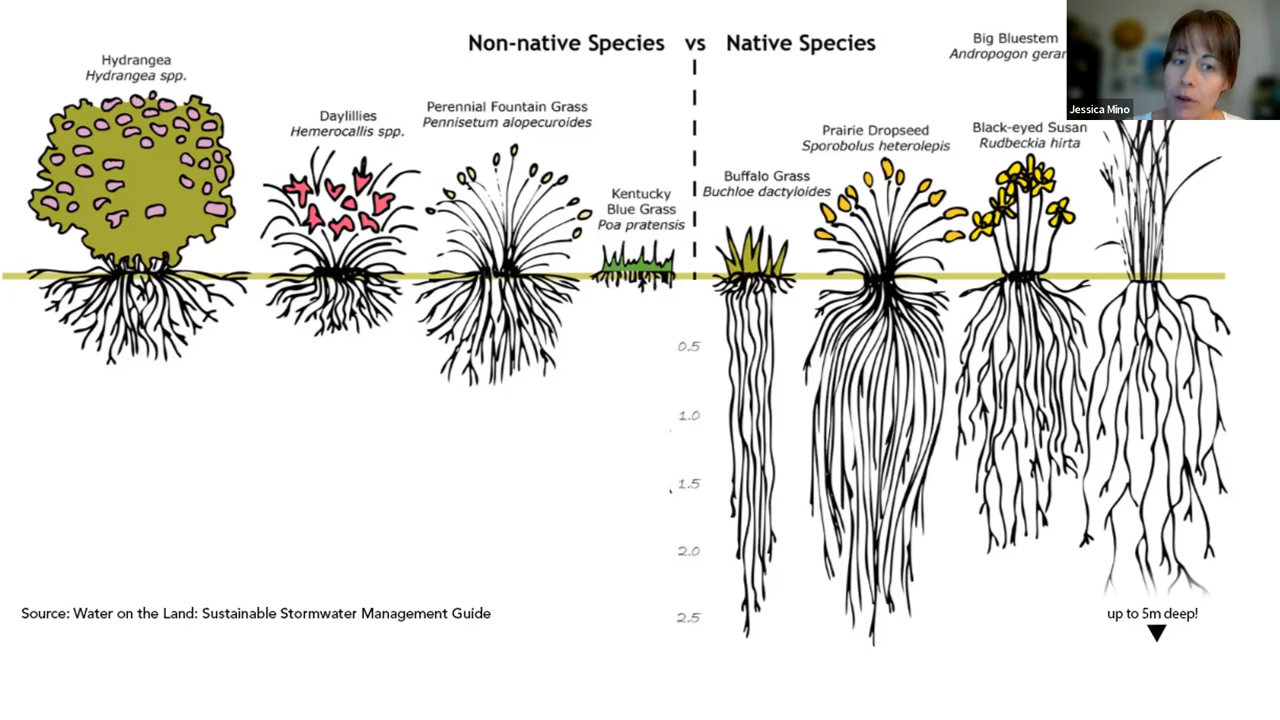 Non-native Species vs Native Species
Hydrangea
Hydrangea spp.
Daylillies
Hemerocallis spp.
Perennial Fountain Grass
Pennisetum alopecuroides
Kentucky
Blue Grass
Poa pratensis
Buffalo Grass
Buchloe dactyloides
Prairie Dropseed
Sporobolus heterolepis
Black-eyed Susan
Rudbeckia hirta
Big Bluestem
Andropogon gerar
Jessica Mino
0.5
1.0
1.5
2.0
2.5
Source: Water on the Land: Sustainable Stormwater Management Guide
up to 5m deep!